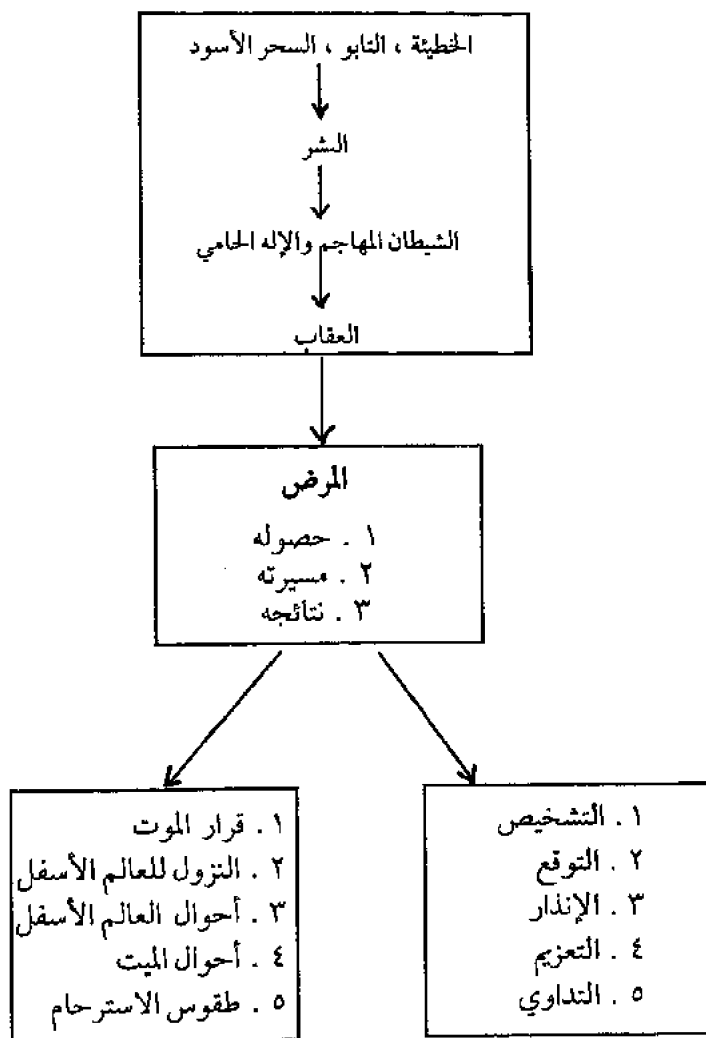 الخطيئة ، التابو ، السحر الأسود
الشر
الشيطان المهاجم والإله الحامي
العقاب
المرض
١ . حصوله
٢ . مسيرته
٣ . نتائجه
١ . التشخيص
٢ . التوقع
٣ . الإنذار
٤ . التعزيم
٥ . التداوي
١ . قرار الموت
٢ . النزول للعالم الأسفل
٣ . أحوال العالم الأسفل
٤ . أحوال الميت
٥ . طقوس الاسترحام